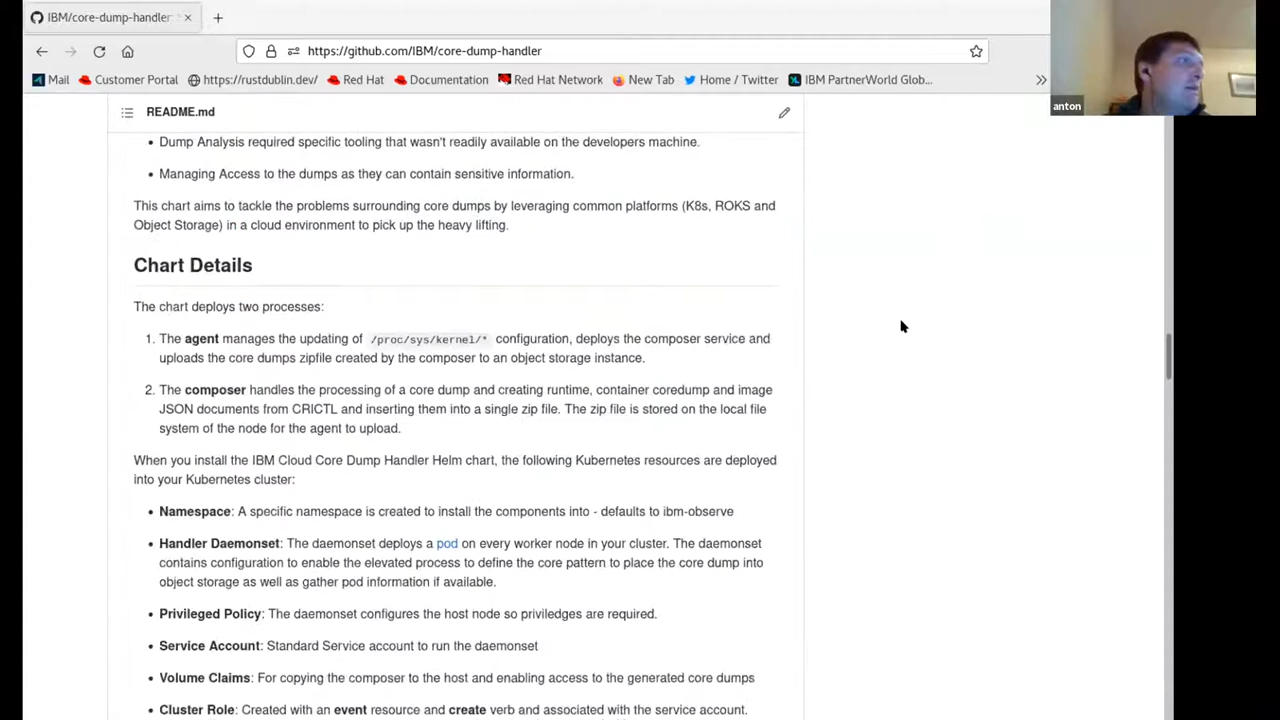 IBM/core-dump-handler
https://github.com/IBM/core-dump-handler
Mail
Customer Portal
https://rustdublin.dev/
Red Hat
Documentation
Red Hat Network
New Tab
Home / Twitter
IBM PartnerWorld Glob...
anton
README.md
• Dump Analysis required specific tooling that wasn't readily available on the developers machine.
• Managing Access to the dumps as they can contain sensitive information.
This chart aims to tackle the problems surrounding core dumps by leveraging common platforms (K8s, ROKS and
Object Storage) in a cloud environment to pick up the heavy lifting.
Chart Details
The chart deploys two processes:
1. The agent manages the updating of /proc/sys/kernel/* configuration, deploys the composer service and
uploads the core dumps zipfile created by the composer to an object storage instance.
2. The composer handles the processing of a core dump and creating runtime, container coredump and image
JSON documents from CRICTL and inserting them into a single zip file. The zip file is stored on the local file
system of the node for the agent to upload.
When you install the IBM Cloud Core Dump Handler Helm chart, the following Kubernetes resources are deployed
into your Kubernetes cluster:
• Namespace: A specific namespace is created to install the components into - defaults to ibm-observe
• Handler Daemonset: The daemonset deploys a pod on every worker node in your cluster. The daemonset
contains configuration to enable the elevated process to define the core pattern to place the core dump into
object storage as well as gather pod information if available.
• Privileged Policy: The daemonset configures the host node so priviledges are required.
• Service Account: Standard Service account to run the daemonset
• Volume Claims: For copying the composer to the host and enabling access to the generated core dumps
• Cluster Role: Created with an event resource and create verb and associated with the service account.